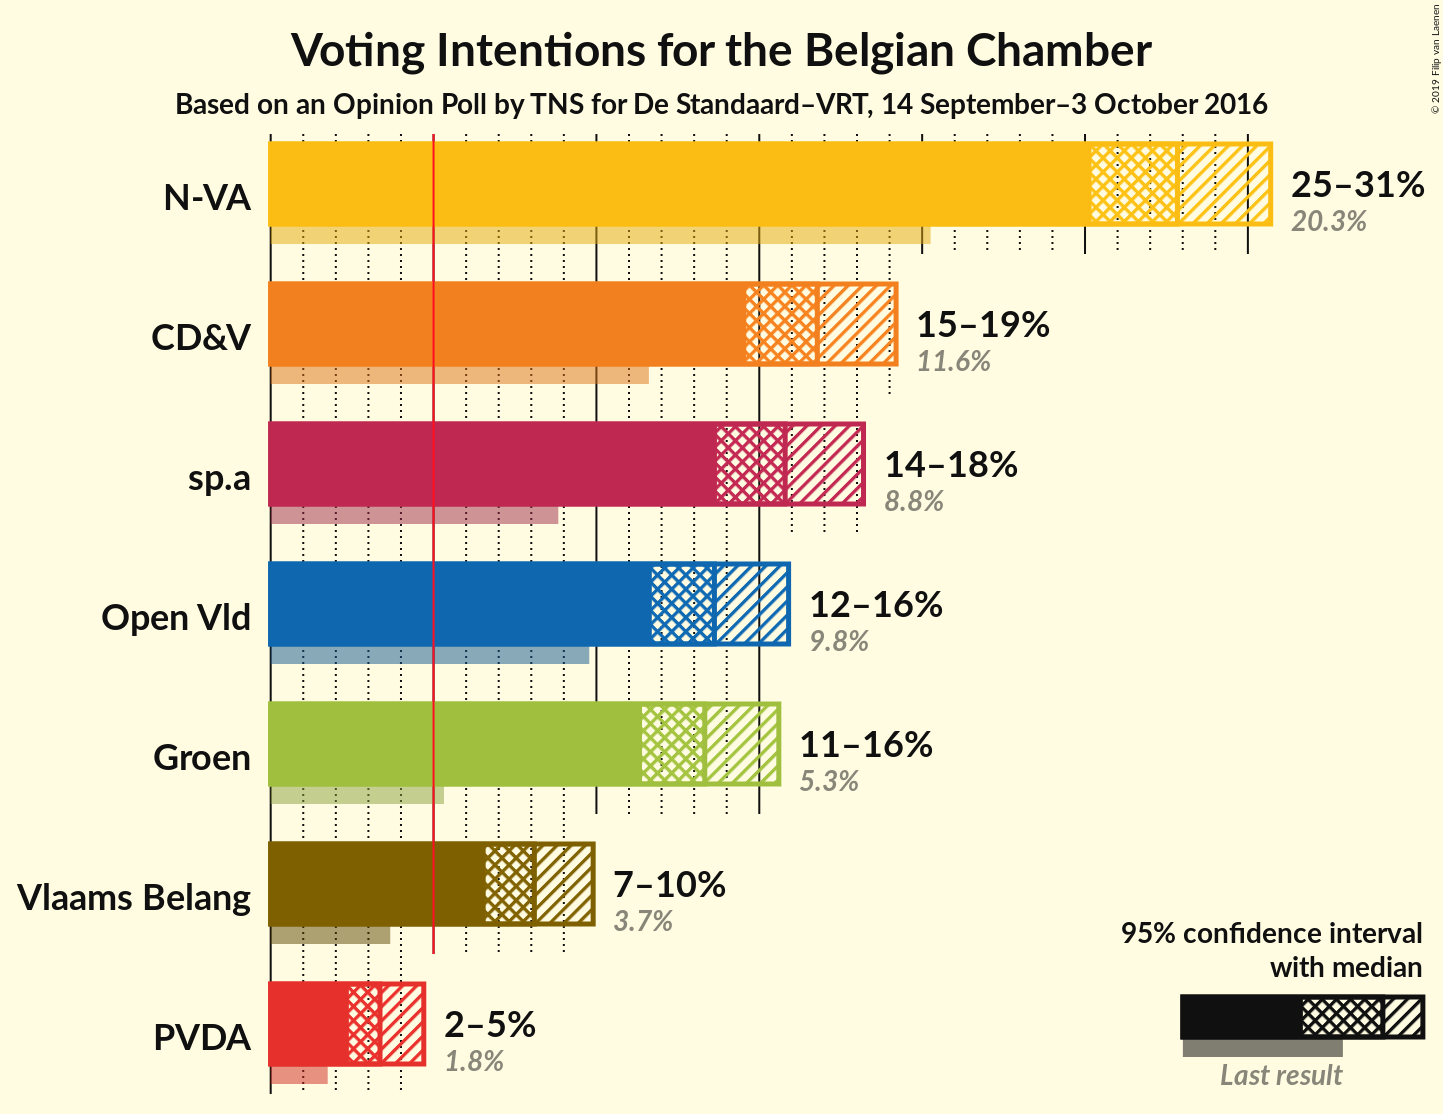 Voting Intentions for the Belgian Chamber
Based on an Opinion Poll by TNS for De Standaard–VRT, 14 September–3 October 2016
© 2019 Filip van Laenen
N-VA
25–31%
20.3%
CD&V
15–19%
11.6%
sp.a
14–18%
8.8%
Open Vld
12–16%
9.8%
Groen
11–16%
5.3%
Vlaams Belang
7–10%
3.7%
PVDA
2–5%
1.8%
95% confidence interval
with median
Last result